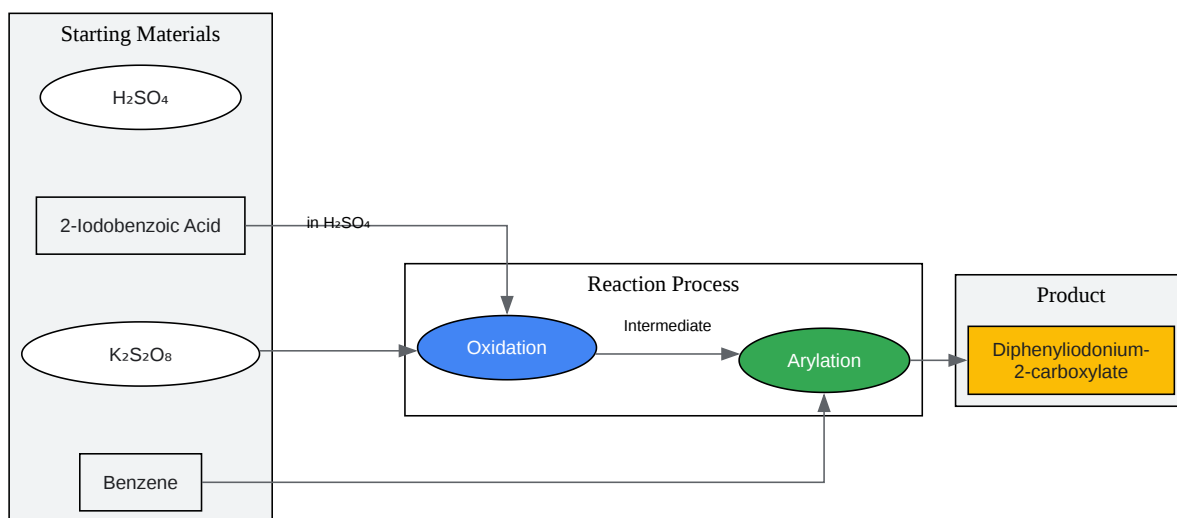 Starting Materials
H₂SO₄
2-Iodobenzoic Acid
in H₂SO₄
K₂S₂O₈
Benzene
Reaction Process
Oxidation
Intermediate
Arylation
Product
Diphenyliodonium-
2-carboxylate